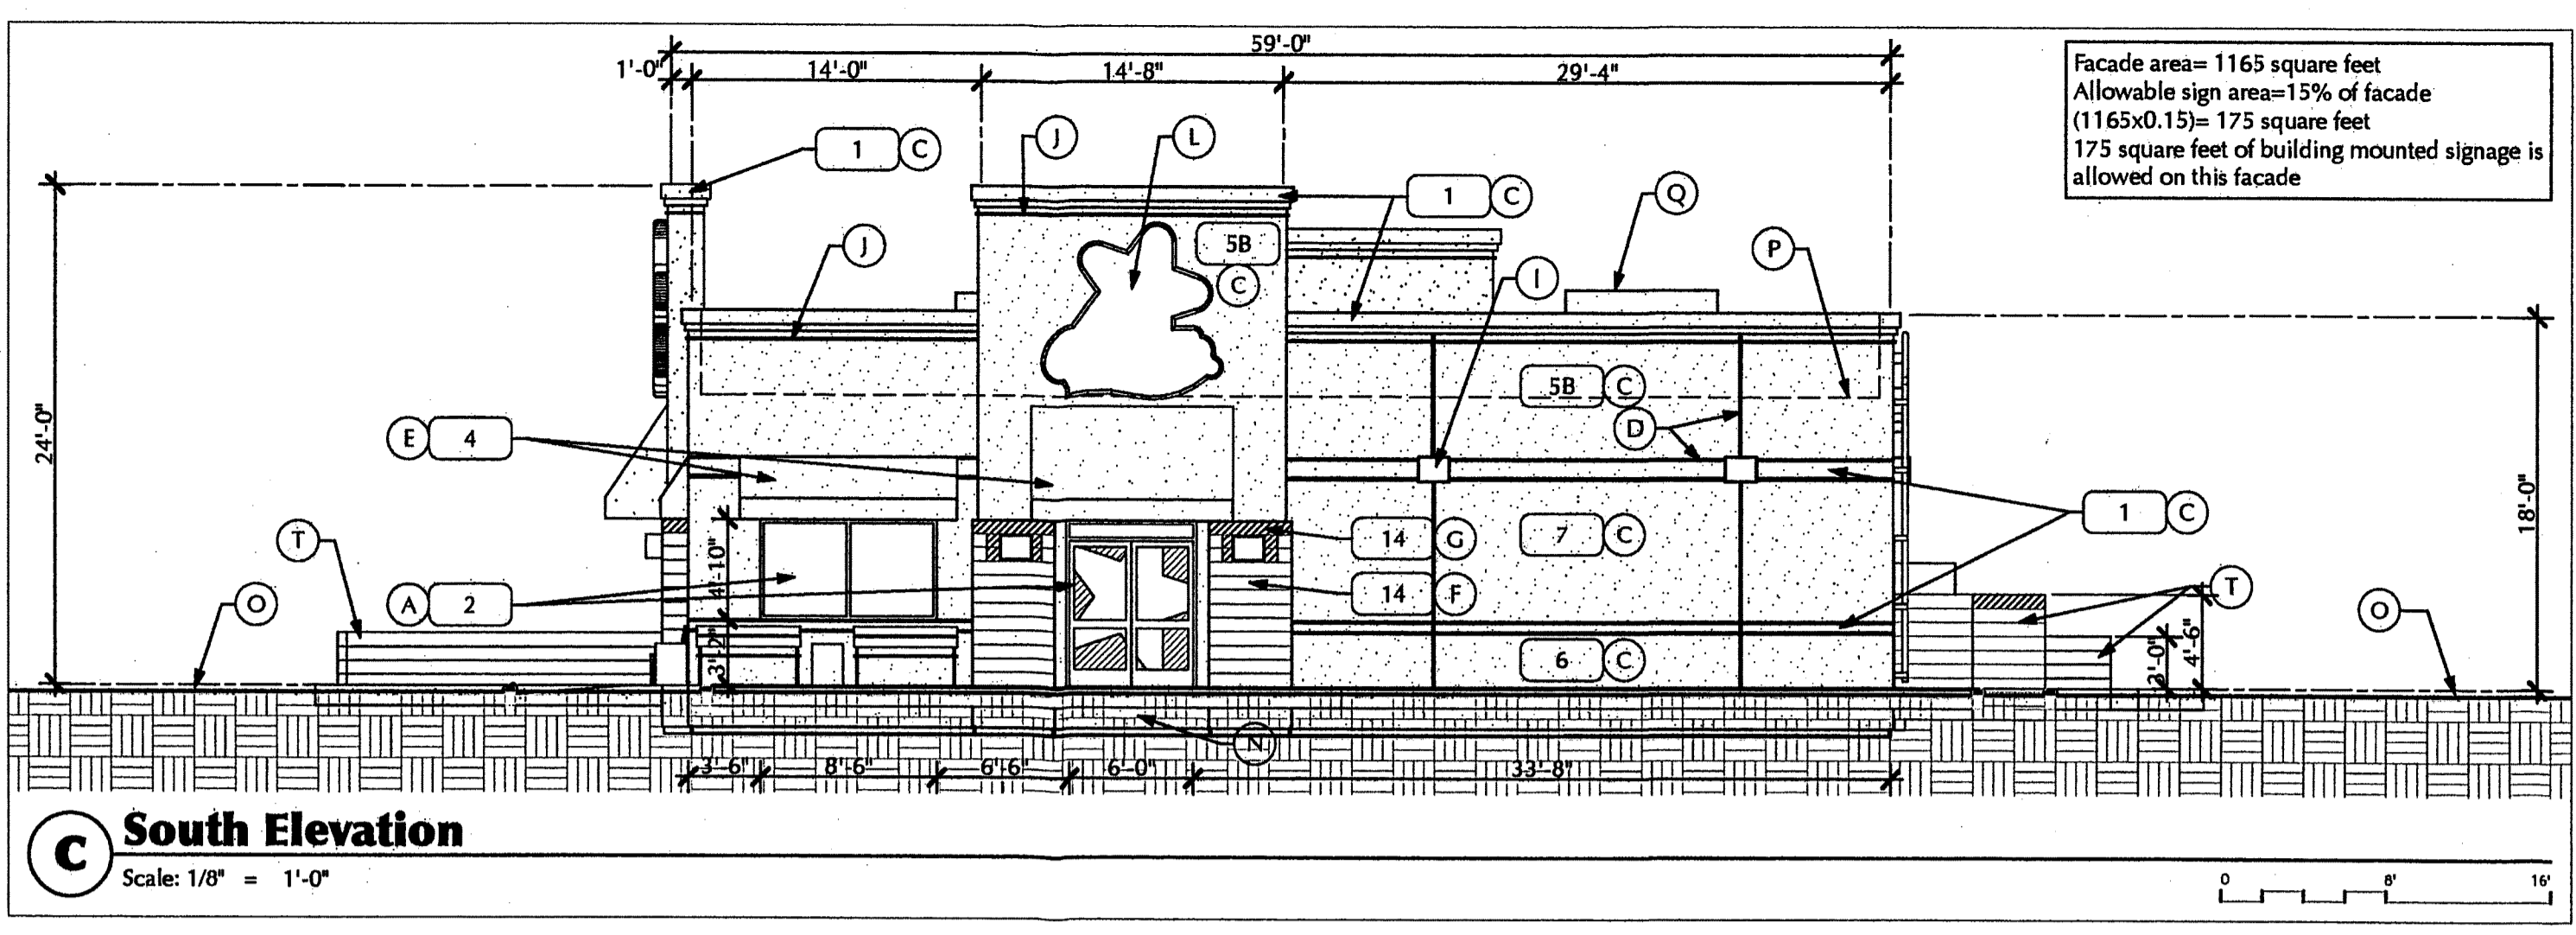 59'-0"
1'-0"
14'-0"
14'-8"
29'-4"
Facade area= 1165 square feet
Allowable sign area=15% of facade
(1165x0.15)= 175 square feet
175 square feet of building mounted signage is
allowed on this façade
1 C
J
L
1 C
Q
5B
C
J
P
I
5B C
D
E 4
24'-0"
18'-0"
1 C
T
14 G
7 C
4'-10"
A 2
14 F
T
O
O
3'-2"
6 C
3'-0"
4'-6"
N
3'-6"
8'-6"
6'-6"
6'-0"
33'-8"
C
South Elevation
Scale: 1/8" = 1'-0"
0 8' 16'